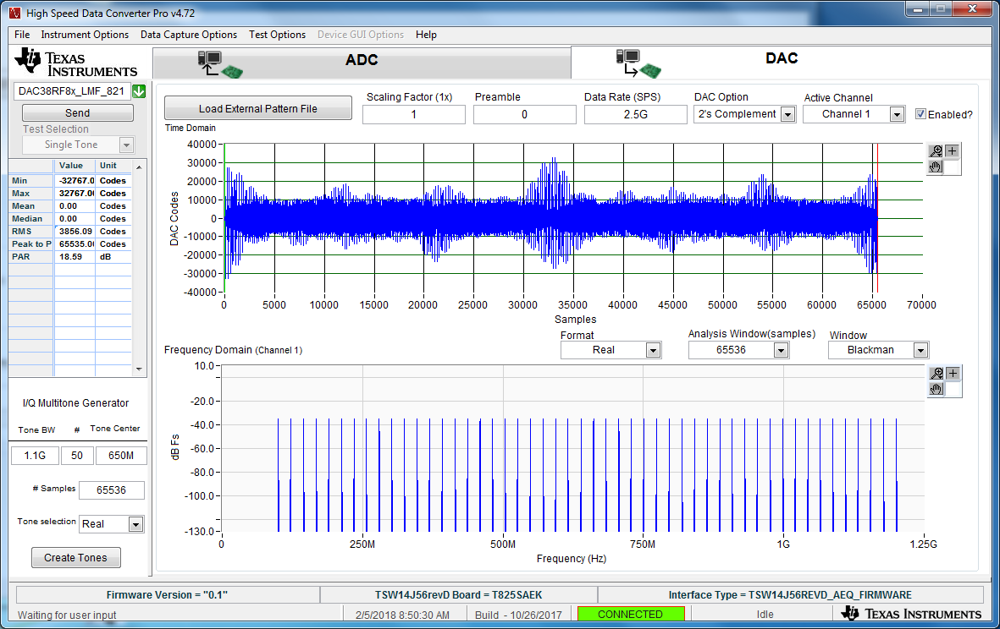 High Speed Data Converter Pro v4.72
File Instrument Options Data Capture Options Test Options Device GUI Options Help
TEXAS INSTRUMENTS
ADC
DAC
DAC38RF8x_LMF_821
Send
Test Selection
Single Tone
Value Unit
Min -32767.0 Codes
Max 32767.00 Codes
Mean 0.00 Codes
Median 0.00 Codes
RMS 3856.09 Codes
Peak to P 65535.00 Codes
PAR 18.59 dB
I/Q Multitone Generator
Tone BW # Tone Center
1.1G 50 650M
# Samples 65536
Tone selection Real
Create Tones
Load External Pattern File
Scaling Factor (1x) Preamble Data Rate (SPS) DAC Option Active Channel
1 0 2.5G 2's Complement Channel 1 Enabled?
Time Domain
DAC Codes
40000
30000
20000
10000
0
-10000
-20000
-30000
-40000
0 5000 10000 15000 20000 25000 30000 35000 40000 45000 50000 55000 60000 65000 70000
Samples
Format Analysis Window(samples) Window
Real 65536 Blackman
Frequency Domain (Channel 1)
dB Fs
10.0
-20.0
-40.0
-60.0
-80.0
-100.0
-130.0
0 250M 500M 750M 1G 1.25G
Frequency (Hz)
Firmware Version = "0.1" TSW14J56revD Board = T825SAEK Interface Type = TSW14J56REVD_AEQ_FIRMWARE
Waiting for user input 2/5/2018 8:50:30 AM Build - 10/26/2017 CONNECTED Idle TEXAS INSTRUMENTS